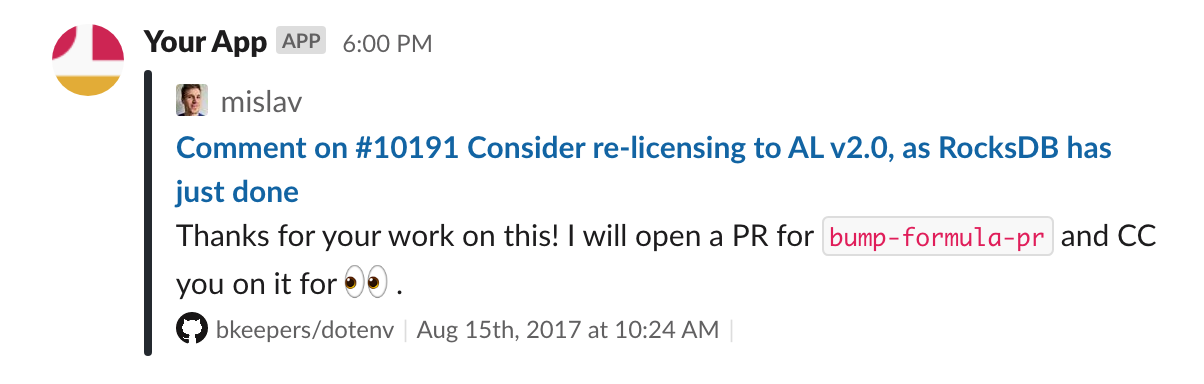 Your App APP 6:00 PM
mislav
Comment on #10191 Consider re-licensing to AL v2.0, as RocksDB has
just done
Thanks for your work on this! I will open a PR for bump-formula-pr and CC
you on it for 👀 .
bkeepers/dotenv | Aug 15th, 2017 at 10:24 AM |